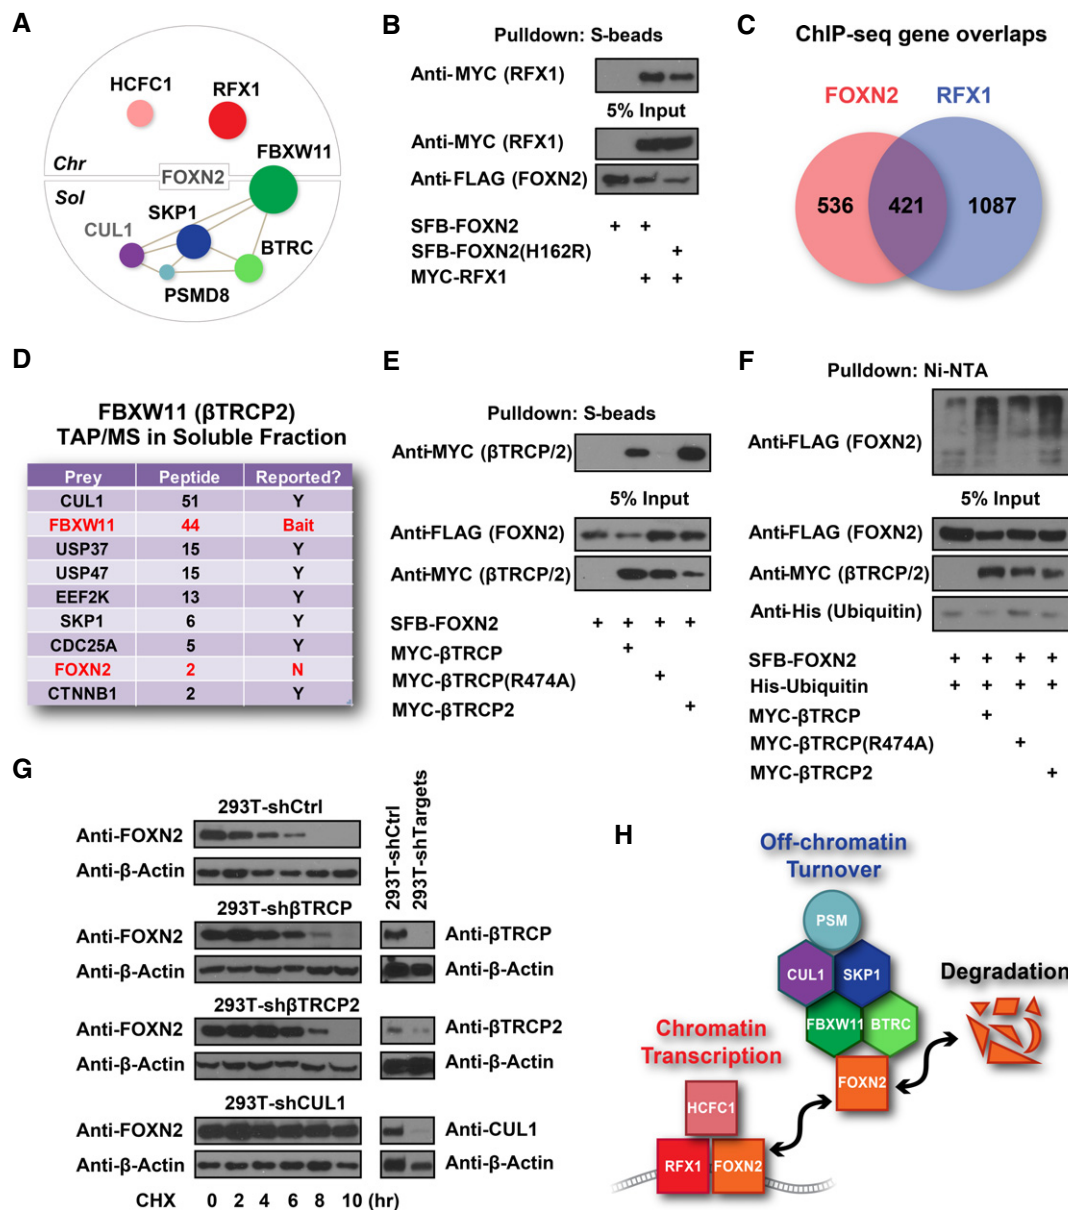 A
HCFC1
RFX1
FBXW11
Chr
FOXN2
Sol
SKP1
CUL1
BTRC
PSMD8
B
Pulldown: S-beads
Anti-MYC (RFX1)
5% Input
Anti-MYC (RFX1)
Anti-FLAG (FOXN2)
SFB-FOXN2 + +
SFB-FOXN2(H162R) +
MYC-RFX1 + +
C
ChIP-seq gene overlaps
FOXN2 RFX1
536 421 1087
D
FBXW11 (βTRCP2)
TAP/MS in Soluble Fraction
Prey Peptide Reported?
CUL1 51 Y
FBXW11 44 Bait
USP37 15 Y
USP47 15 Y
EEF2K 13 Y
SKP1 6 Y
CDC25A 5 Y
FOXN2 2 N
CTNNB1 2 Y
E
Pulldown: S-beads
Anti-MYC (βTRCP/2)
5% Input
Anti-FLAG (FOXN2)
Anti-MYC (βTRCP/2)
SFB-FOXN2 + + + +
MYC-βTRCP +
MYC-βTRCP(R474A) +
MYC-βTRCP2 +
F
Pulldown: Ni-NTA
Anti-FLAG (FOXN2)
5% Input
Anti-FLAG (FOXN2)
Anti-MYC (βTRCP/2)
Anti-His (Ubiquitin)
SFB-FOXN2 + + + +
His-Ubiquitin + + + +
MYC-βTRCP +
MYC-βTRCP(R474A) +
MYC-βTRCP2 +
G
293T-shCtrl
Anti-FOXN2
Anti-β-Actin
293T-shCtrl
293T-shTargets
293T-shβTRCP
Anti-FOXN2 Anti-βTRCP
Anti-β-Actin Anti-β-Actin
293T-shβTRCP2
Anti-FOXN2 Anti-βTRCP2
Anti-β-Actin Anti-β-Actin
293T-shCUL1
Anti-FOXN2 Anti-CUL1
Anti-β-Actin Anti-β-Actin
CHX 0 2 4 6 8 10 (hr)
H
Off-chromatin
Turnover
PSM
CUL1 SKP1
FBXW11 BTRC
FOXN2
Degradation
Chromatin
Transcription
HCFC1
RFX1 FOXN2